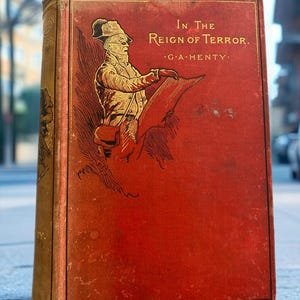 In The
Reign of Terror.
·G·A·HENTY·